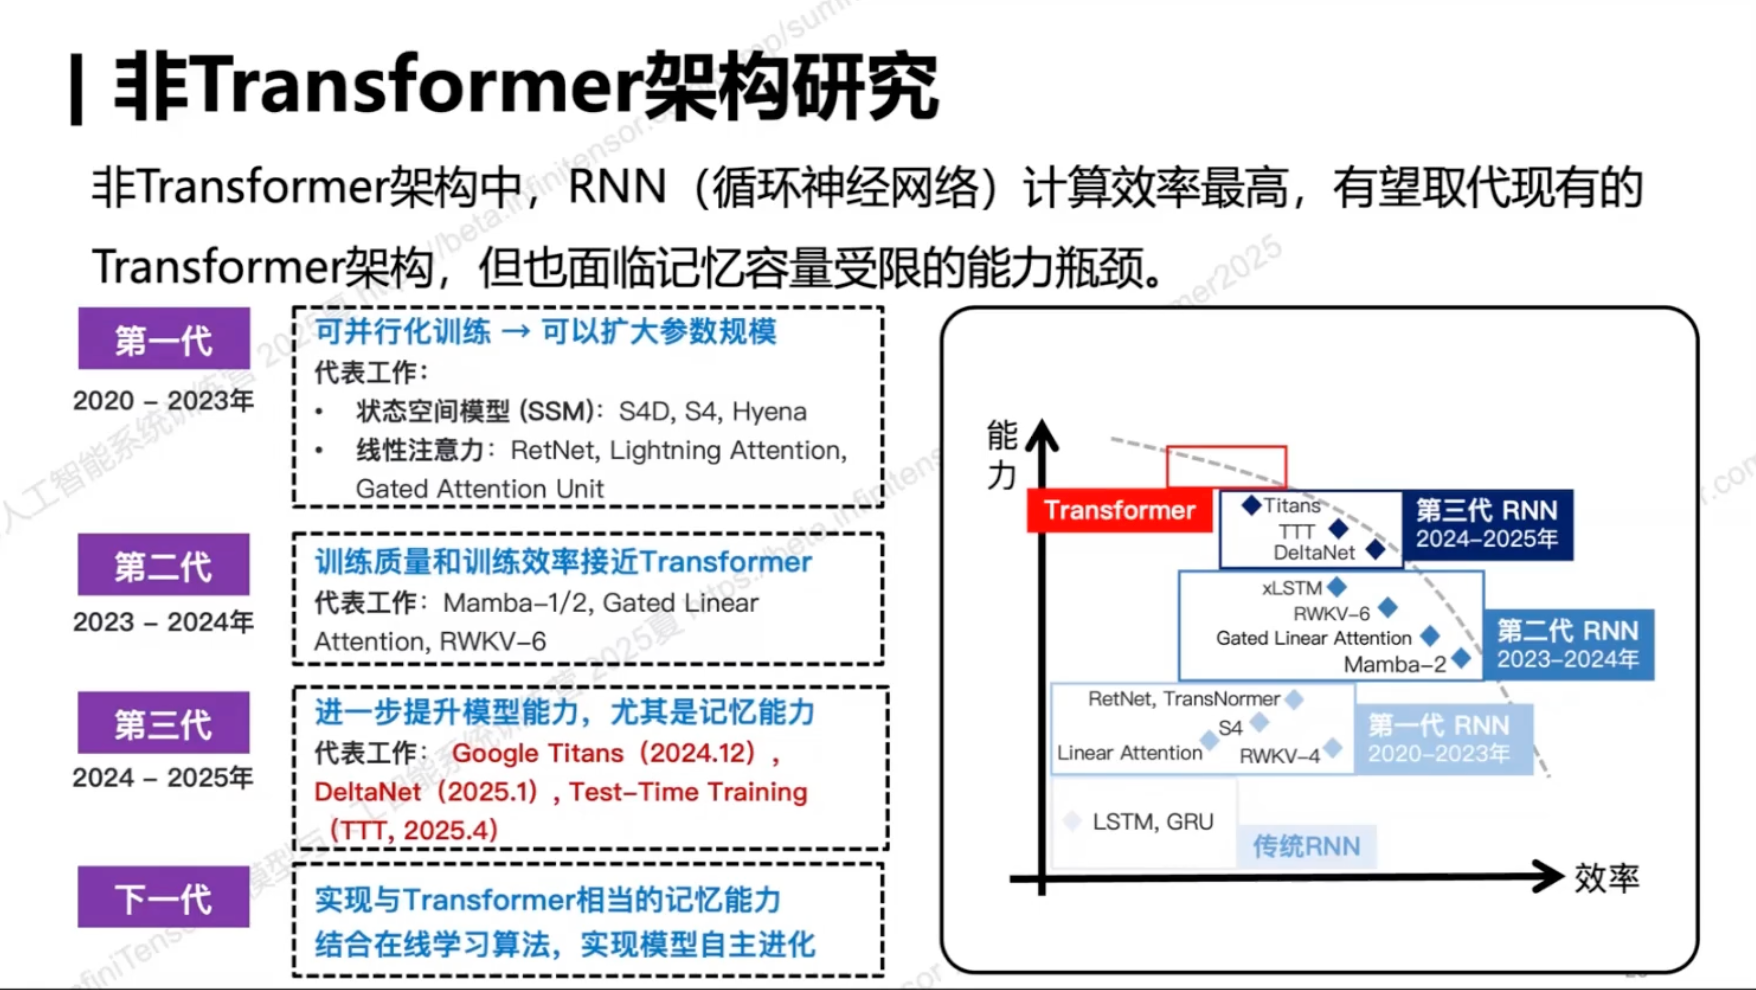 非Transformer架构研究
非Transformer架构中，RNN（循环神经网络）计算效率最高，有望取代现有的
Transformer架构，但也面临记忆容量受限的能力瓶颈。
第一代
2020 – 2023年
可并行化训练 → 可以扩大参数规模
代表工作：
• 状态空间模型 (SSM)：S4D, S4, Hyena
• 线性注意力：RetNet, Lightning Attention,
Gated Attention Unit
第二代
2023 – 2024年
训练质量和训练效率接近Transformer
代表工作：Mamba-1/2, Gated Linear
Attention, RWKV-6
第三代
2024 – 2025年
进一步提升模型能力，尤其是记忆能力
代表工作： Google Titans（2024.12）,
DeltaNet（2025.1）, Test-Time Training
（TTT, 2025.4）
下一代
实现与Transformer相当的记忆能力
结合在线学习算法，实现模型自主进化
能
力
Transformer
Titans
TTT
DeltaNet
第三代 RNN
2024-2025年
xLSTM
RWKV-6
Gated Linear Attention
Mamba-2
第二代 RNN
2023-2024年
RetNet, TransNormer
S4
Linear Attention
RWKV-4
第一代 RNN
2020-2023年
LSTM, GRU
传统RNN
效率